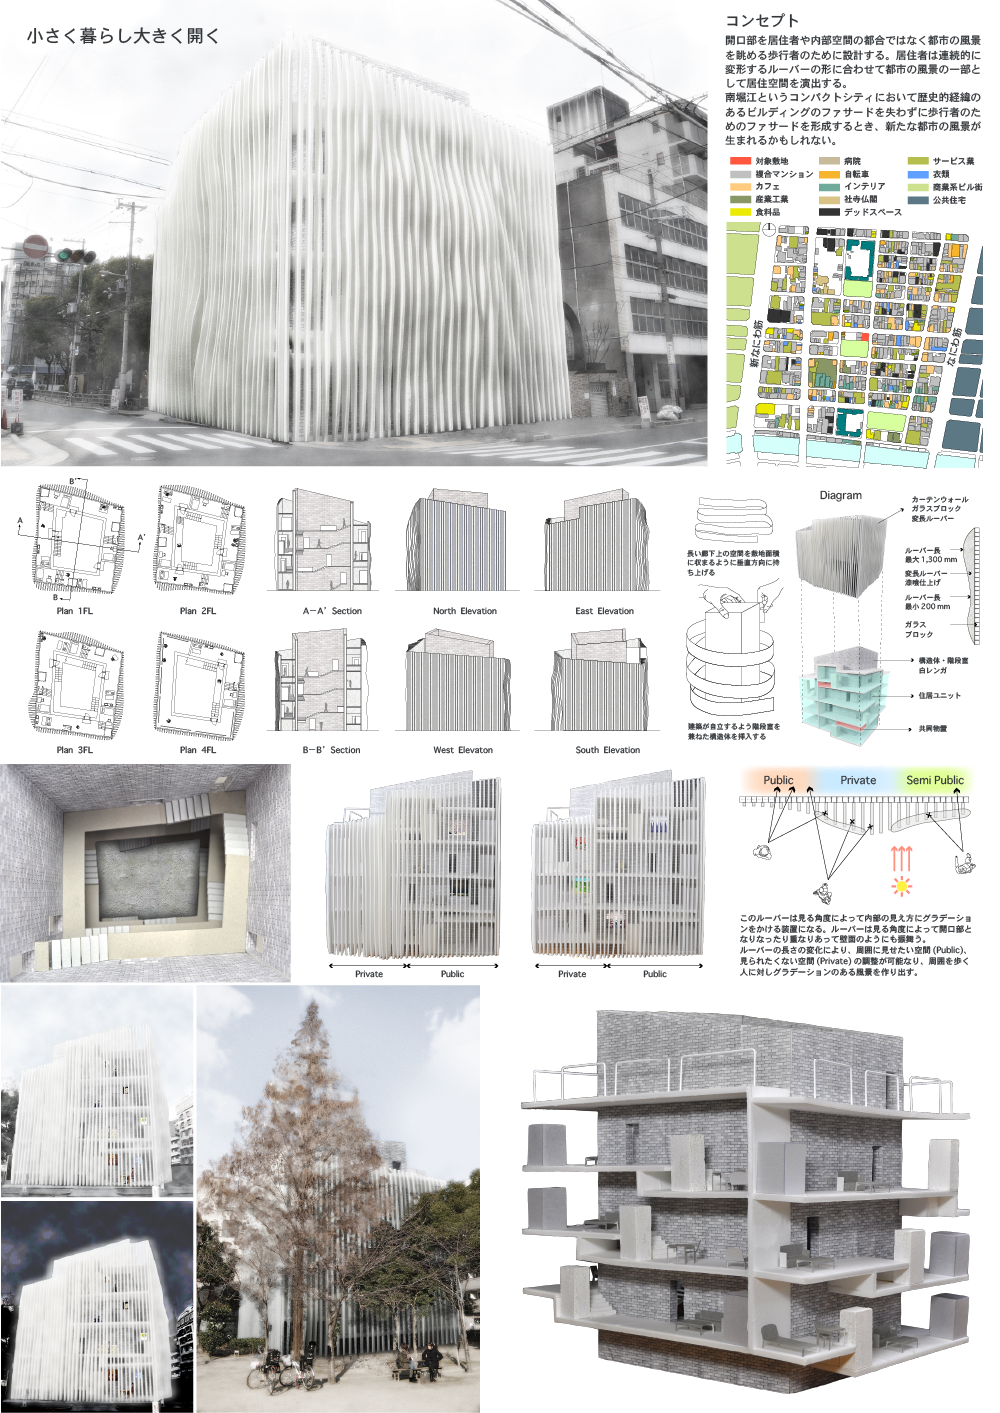 小さく暮らし大きく開く
コンセプト
開口部を居住者や内部空間の都合ではなく都市の風景
を眺める歩行者のために設計する。居住者は連続的に
変形するルーバーの形に合わせて都市の風景の一部と
して居住空間を演出する。
南堀江というコンパクトシティにおいて歴史的経緯の
あるビルディングのファサードを失わずに歩行者のた
めのファサードを形成するとき、新たな都市の風景が
生まれるかもしれない。
対象敷地
複合マンション
カフェ
産業工業
食料品
病院
自転車
インテリア
社寺仏閣
デッドスペース
サービス業
衣類
商業系ビル街
公共住宅
新なにわ筋
なにわ筋
B'
A
A'
B
Plan 1FL
Plan 2FL
A－A' Section
North Elevation
East Elevation
Plan 3FL
Plan 4FL
B－B' Section
West Elevaton
South Elevation
長い廊下上の空間を敷地面積
に収まるように垂直方向に持
ち上げる
建築が自立するよう階段室を
兼ねた構造体を挿入する
Diagram
カーテンウォール
ガラスブロック
変長ルーバー
ルーバー長
最大 1,300 mm
変長ルーバー
漆喰仕上げ
ルーバー長
最小 200 mm
ガラス
ブロック
構造体・階段室
白レンガ
住居ユニット
共同物置
Private
Public
Private
Public
Public
Private
Semi Public
このルーバーは見る角度によって内部の見え方にグラデーショ
ンをかける装置になる。ルーバーは見る角度によって開口部と
なりなったり重なりあって壁面のようにも振舞う。
ルーバーの長さの変化により、周囲に見せたい空間 (Public)、
見られたくない空間 (Private) の調整が可能なり、周囲を歩く
人に対しグラデーションのある風景を作り出す。